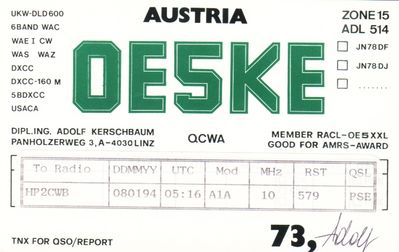 UKW-DLD600
6BAND WAC
WAE I CW
WAS WAZ
DXCC
DXCC-160 M
5BDXCC
USACA
AUSTRIA
ZONE 15
ADL 514
JN78DF
JN78DJ
OE5KE
DIPL.ING. ADOLF KERSCHBAUM
PANHOLZERWEG 3, A-4030 LINZ
QCWA
MEMBER RACL-OE5XXL
GOOD FOR AMRS-AWARD
To Radio DDMMYY UTC Mod MHz RST QSL
HP2CWB 080194 05:16 A1A 10 579 PSE
TNX FOR QSO/REPORT
73, Adolf